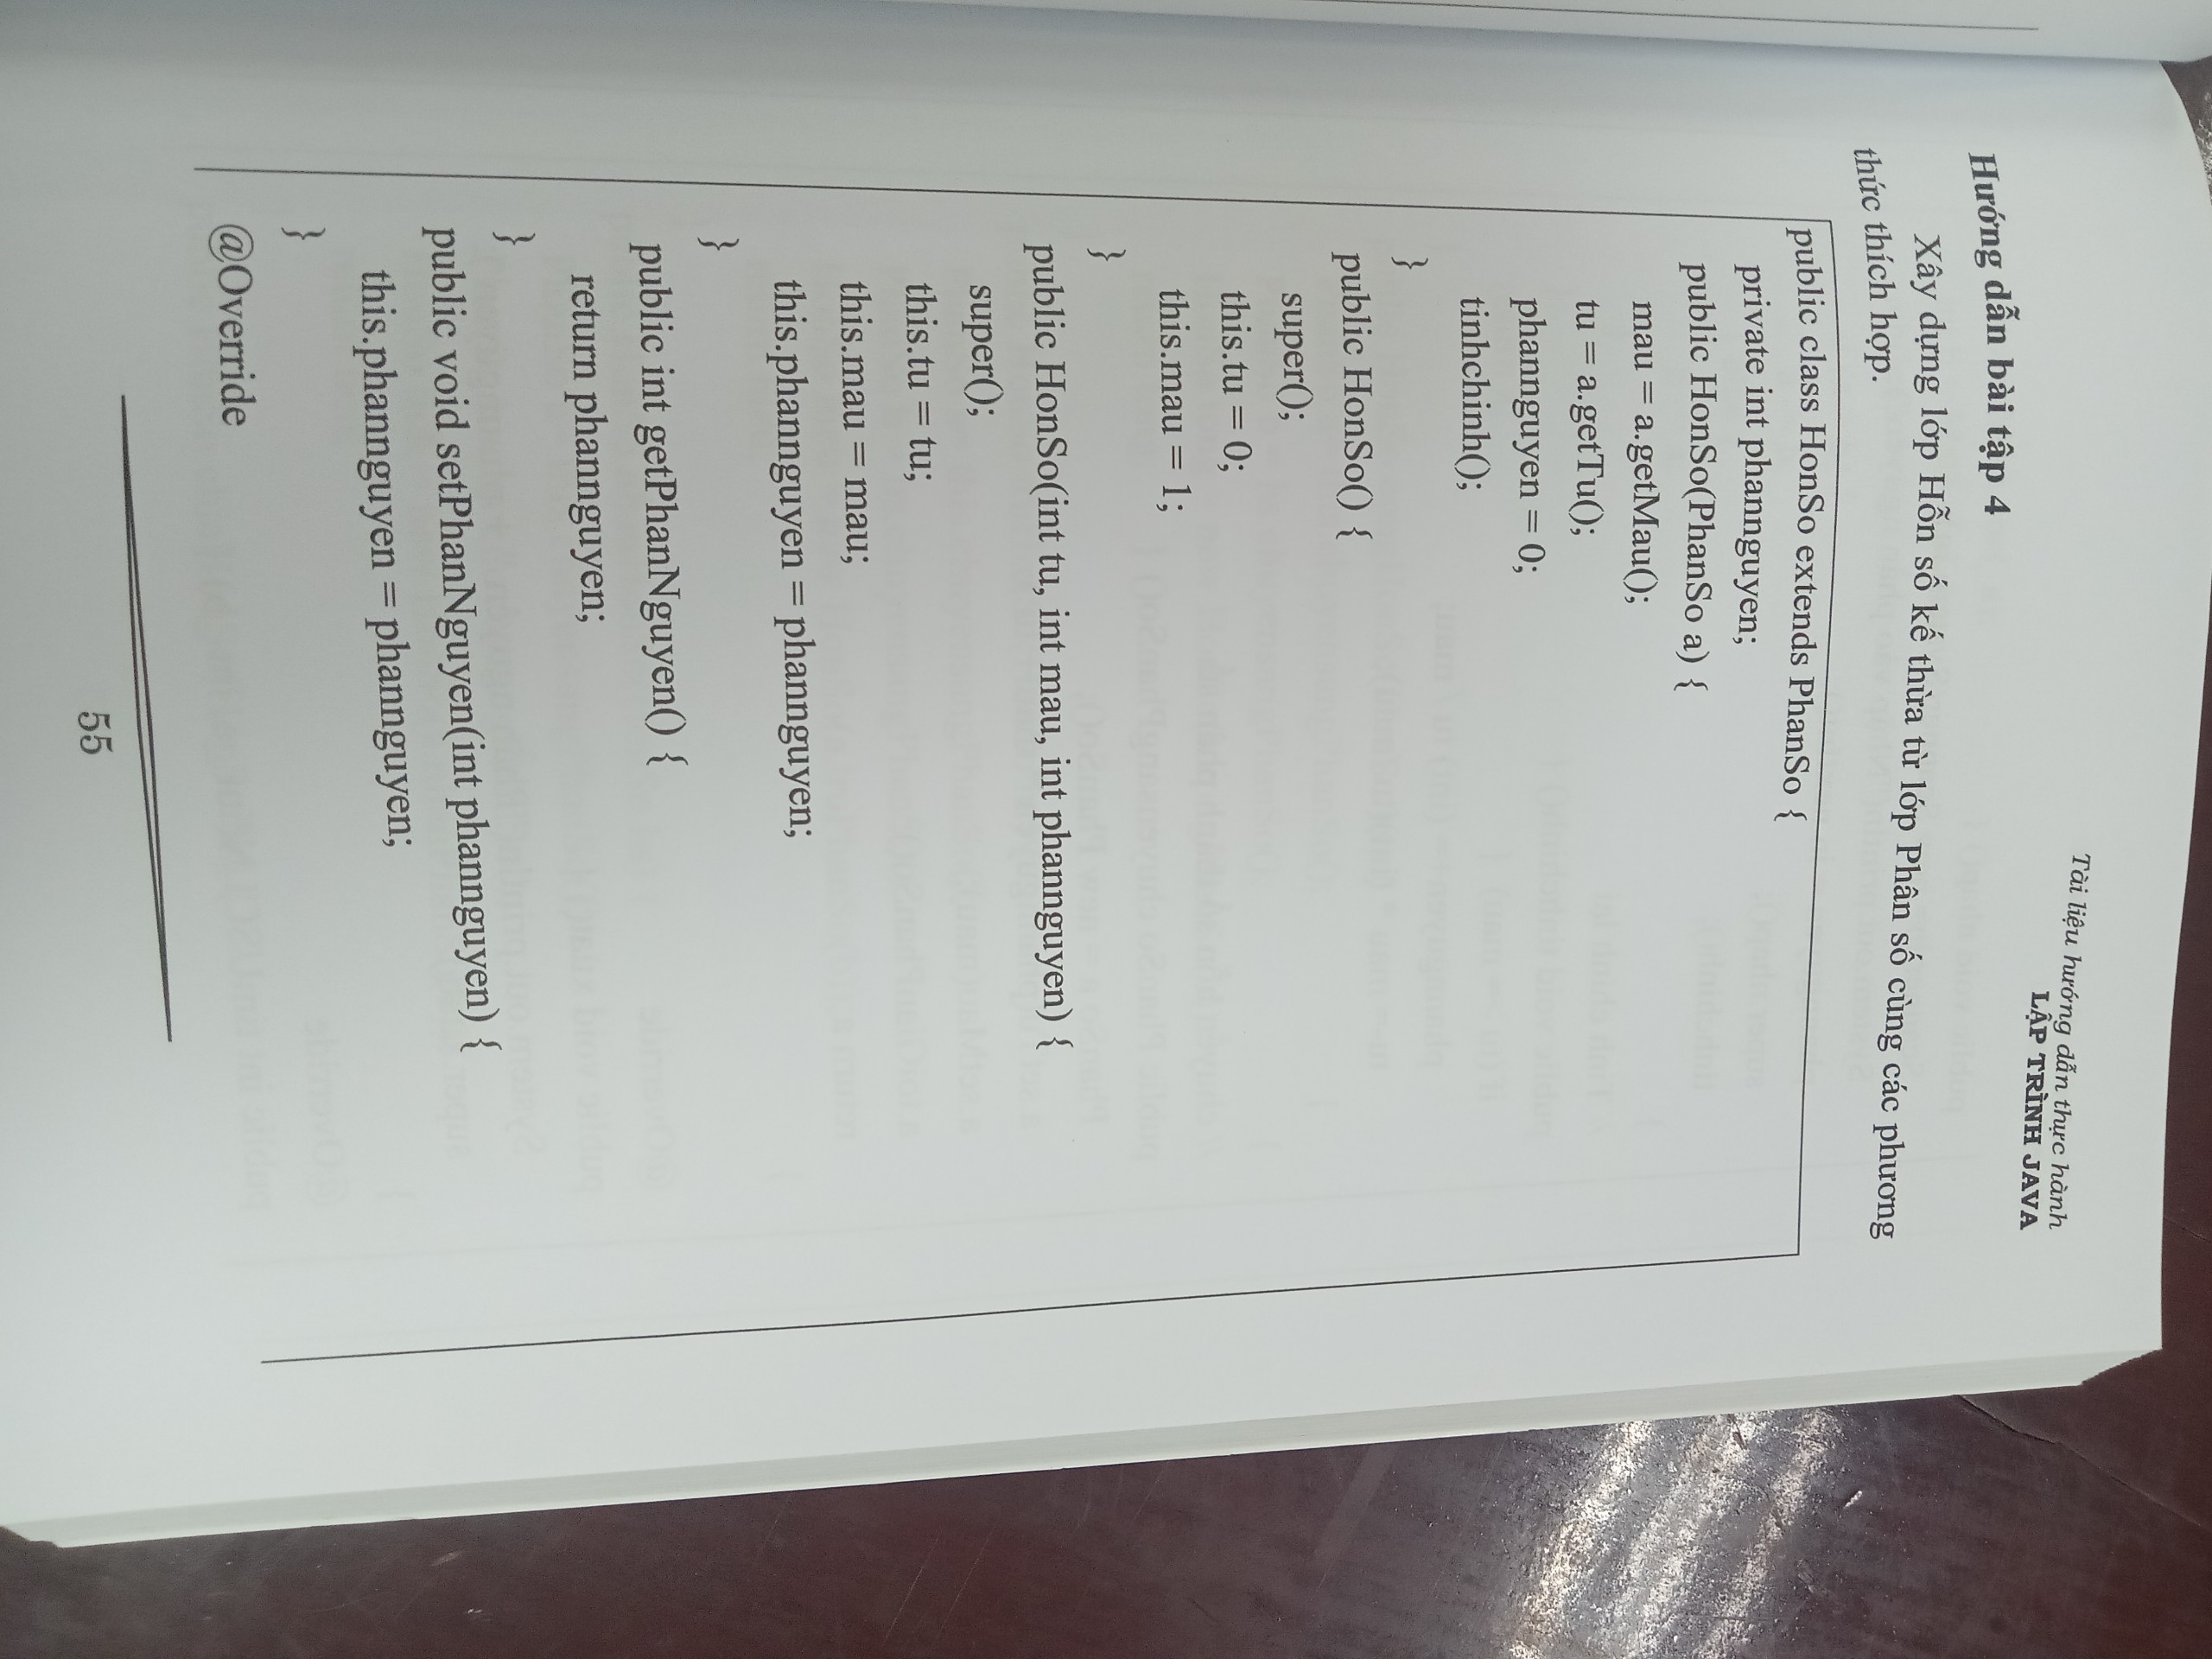 Tài liệu hướng dẫn thực hành
LẬP TRÌNH JAVA
Hướng dẫn bài tập 4
Xây dựng lớp Hỗn số kế thừa từ lớp Phân số cùng các phương
thức thích hợp.
public class HonSo extends PhanSo {
private int phannguyen;
public HonSo(PhanSo a) {
mau = a.getMau();
tu = a.getTu();
phannguyen = 0;
tinhchinh();
}
public HonSo() {
super();
this.tu = 0;
this.mau = 1;
}
public HonSo(int tu, int mau, int phannguyen) {
super();
this.tu = tu;
this.mau = mau;
this.phannguyen = phannguyen;
}
public int getPhanNguyen() {
return phannguyen;
}
public void setPhanNguyen(int phannguyen) {
this.phannguyen = phannguyen;
}
@Override
55